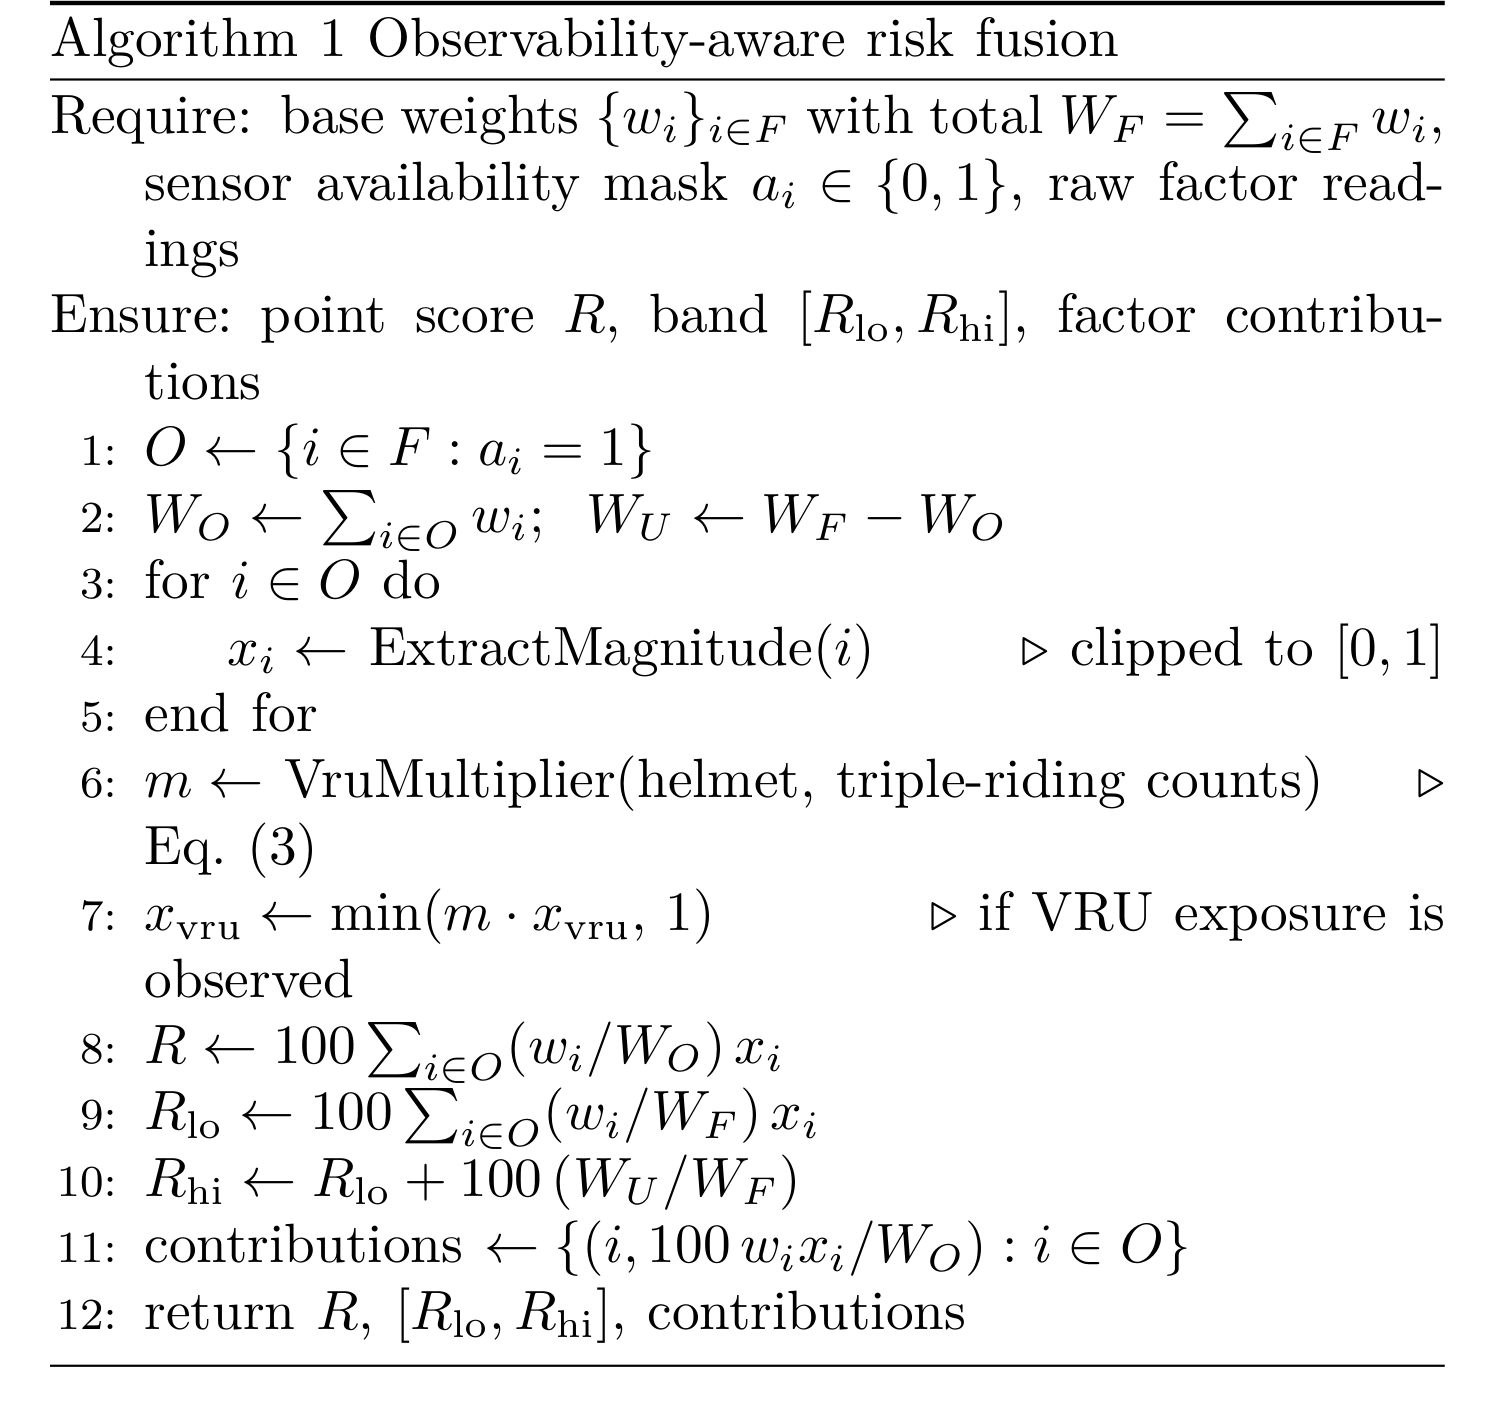 Algorithm 1 Observability-aware risk fusion
Require: base weights {w_i}_{i∈F} with total W_F = ∑_{i∈F} w_i,
sensor availability mask a_i ∈ {0, 1}, raw factor read-
ings
Ensure: point score R, band [R_lo, R_hi], factor contribu-
tions
1: O ← {i ∈ F : a_i = 1}
2: W_O ← ∑_{i∈O} w_i; W_U ← W_F − W_O
3: for i ∈ O do
4: x_i ← ExtractMagnitude(i) ▷ clipped to [0, 1]
5: end for
6: m ← VruMultiplier(helmet, triple-riding counts) ▷
Eq. (3)
7: x_vru ← min(m · x_vru, 1) ▷ if VRU exposure is
observed
8: R ← 100 ∑_{i∈O}(w_i/W_O) x_i
9: R_lo ← 100 ∑_{i∈O}(w_i/W_F) x_i
10: R_hi ← R_lo + 100 (W_U/W_F)
11: contributions ← {(i, 100 w_i x_i/W_O) : i ∈ O}
12: return R, [R_lo, R_hi], contributions